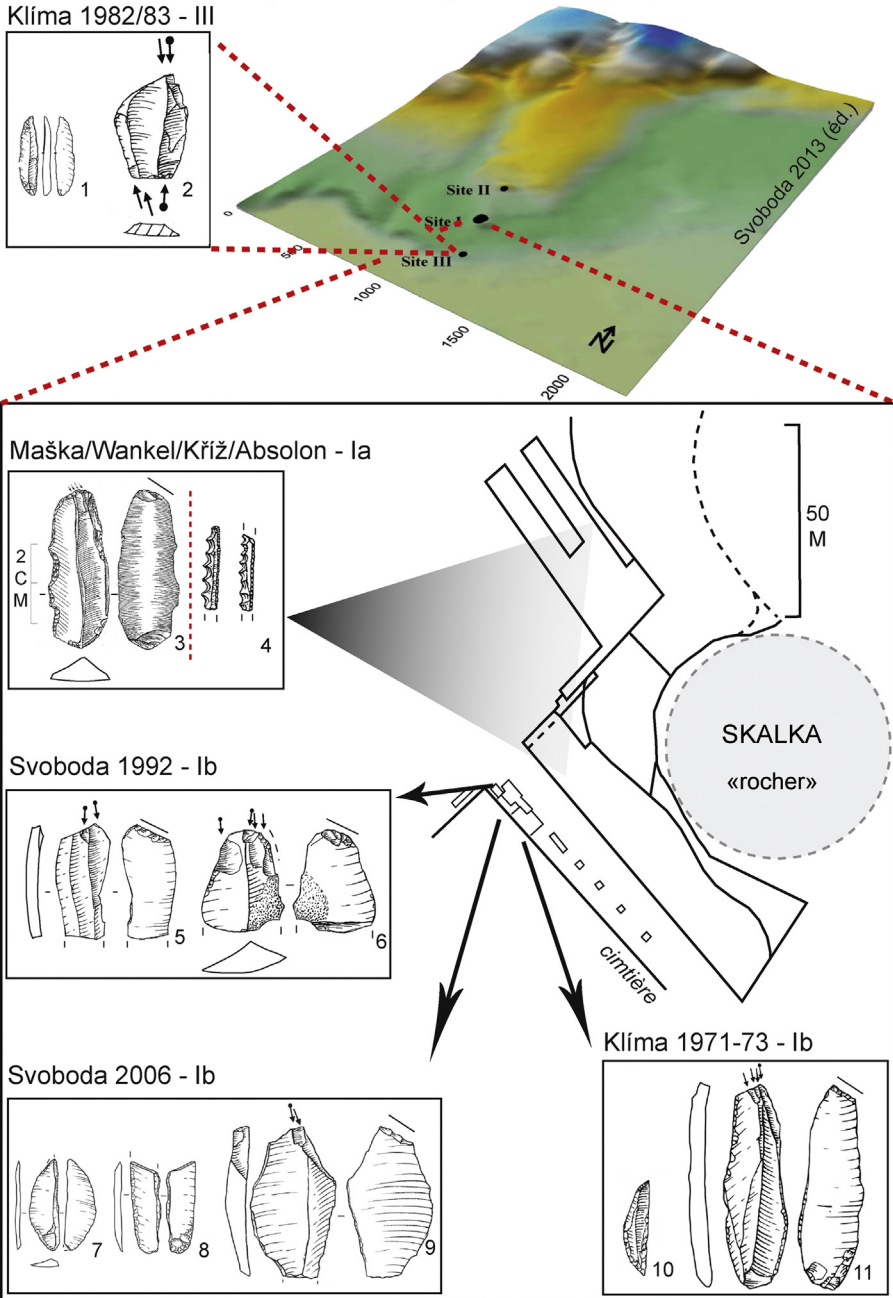 Klíma 1982/83 - III
1
2
Svoboda 2013 (éd.)
Site II
Site I
Site III
0
500
1000
1500
2000
N
Maška/Wankel/Kříž/Absolon - Ia
2
C
M
3
4
50
M
SKALKA
«rocher»
Svoboda 1992 - Ib
5
6
cimtière
Klíma 1971-73 - Ib
Svoboda 2006 - Ib
7
8
9
10
11